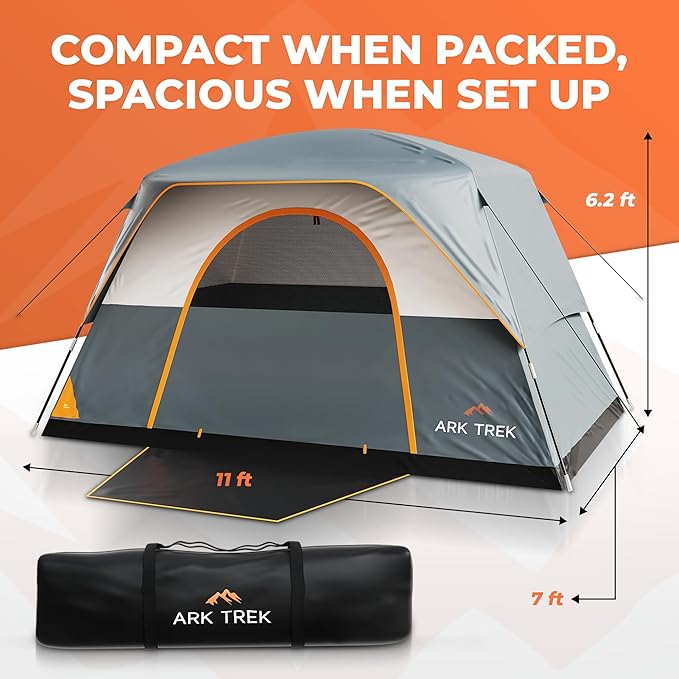 COMPACT WHEN PACKED,
SPACIOUS WHEN SET UP
6.2 ft
ARK TREK
11 ft
7 ft
ARK TREK